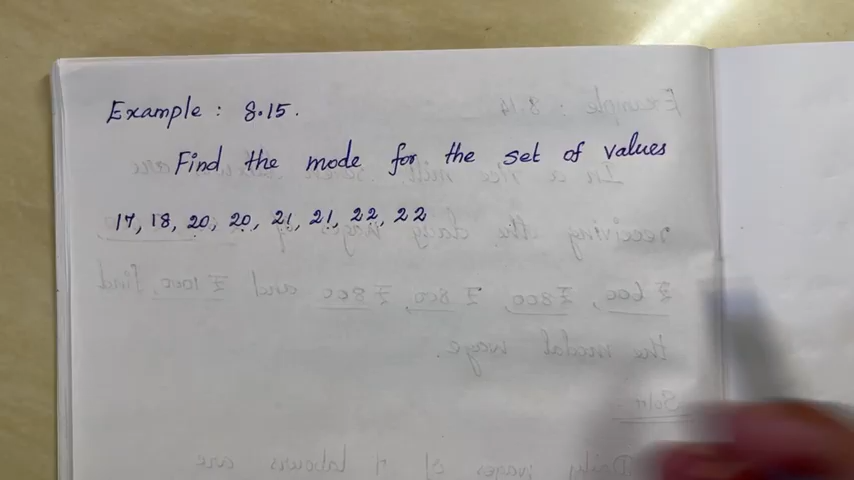 Example : 8.15.
Find the mode for the set of values
17, 18, 20, 20, 21, 21, 22, 22